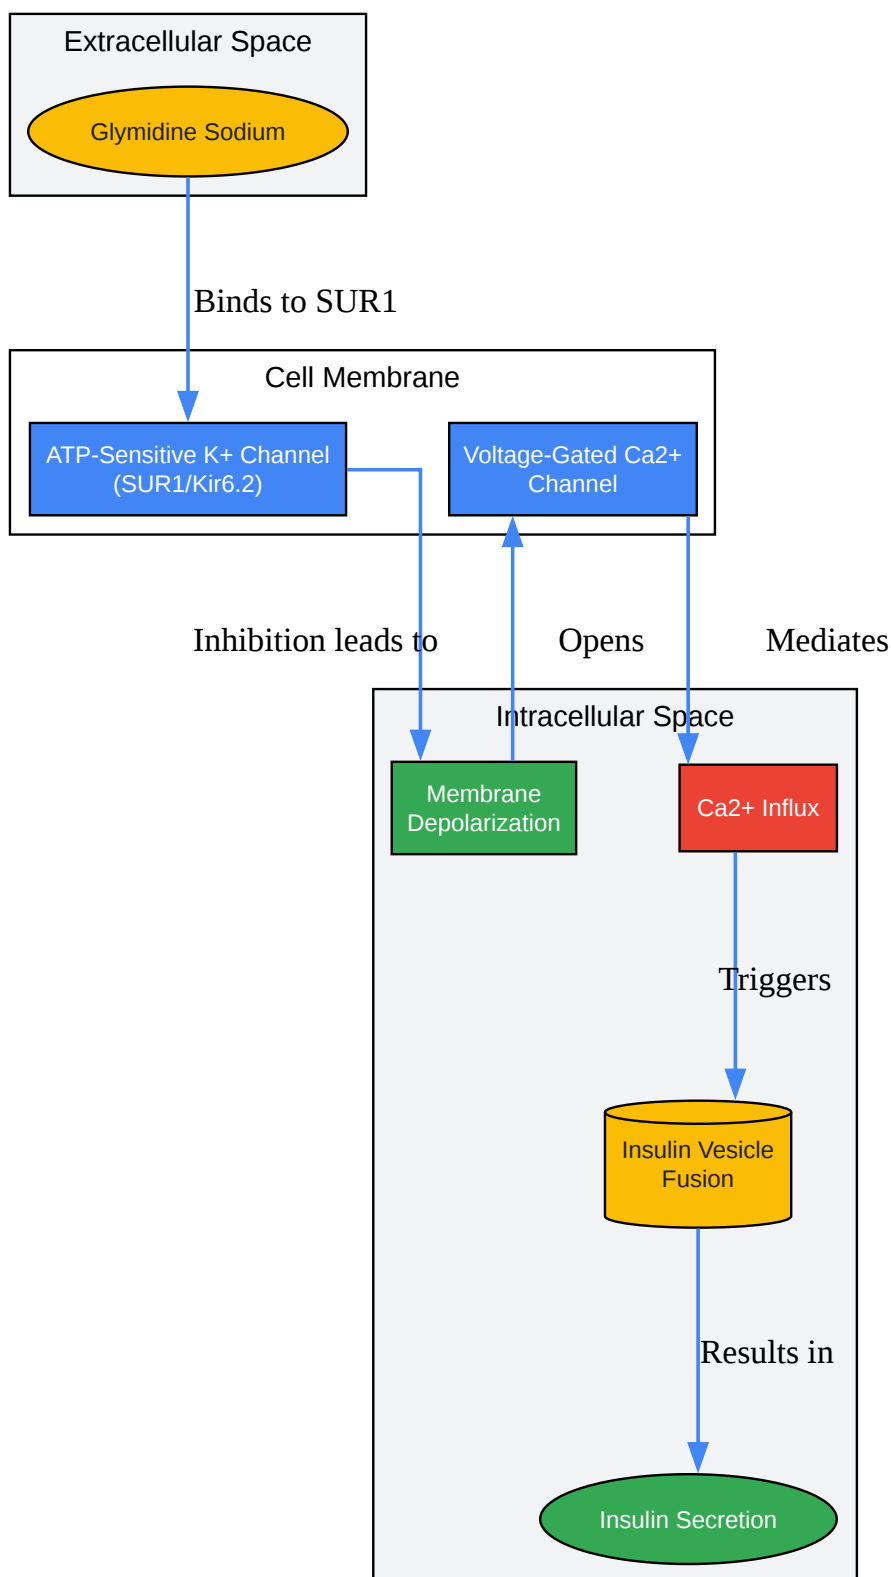 Extracellular Space
Glymidine Sodium
Binds to SUR1
Cell Membrane
ATP-Sensitive K+ Channel
(SUR1/Kir6.2)
Voltage-Gated Ca2+
Channel
Inhibition leads to
Opens
Mediates
Intracellular Space
Membrane
Depolarization
Ca2+ Influx
Triggers
Insulin Vesicle
Fusion
Results in
Insulin Secretion